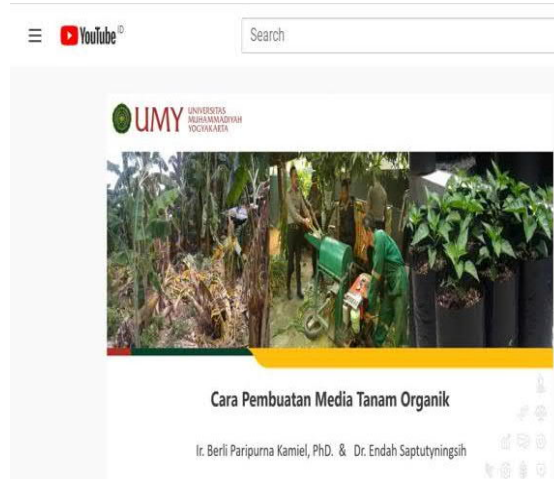 YouTube ID
Search
UMY UNIVERSITAS
MUHAMMADIYAH
YOGYAKARTA
Cara Pembuatan Media Tanam Organik
Ir. Berli Paripurna Kamiel, PhD. & Dr. Endah Saptutyningsih